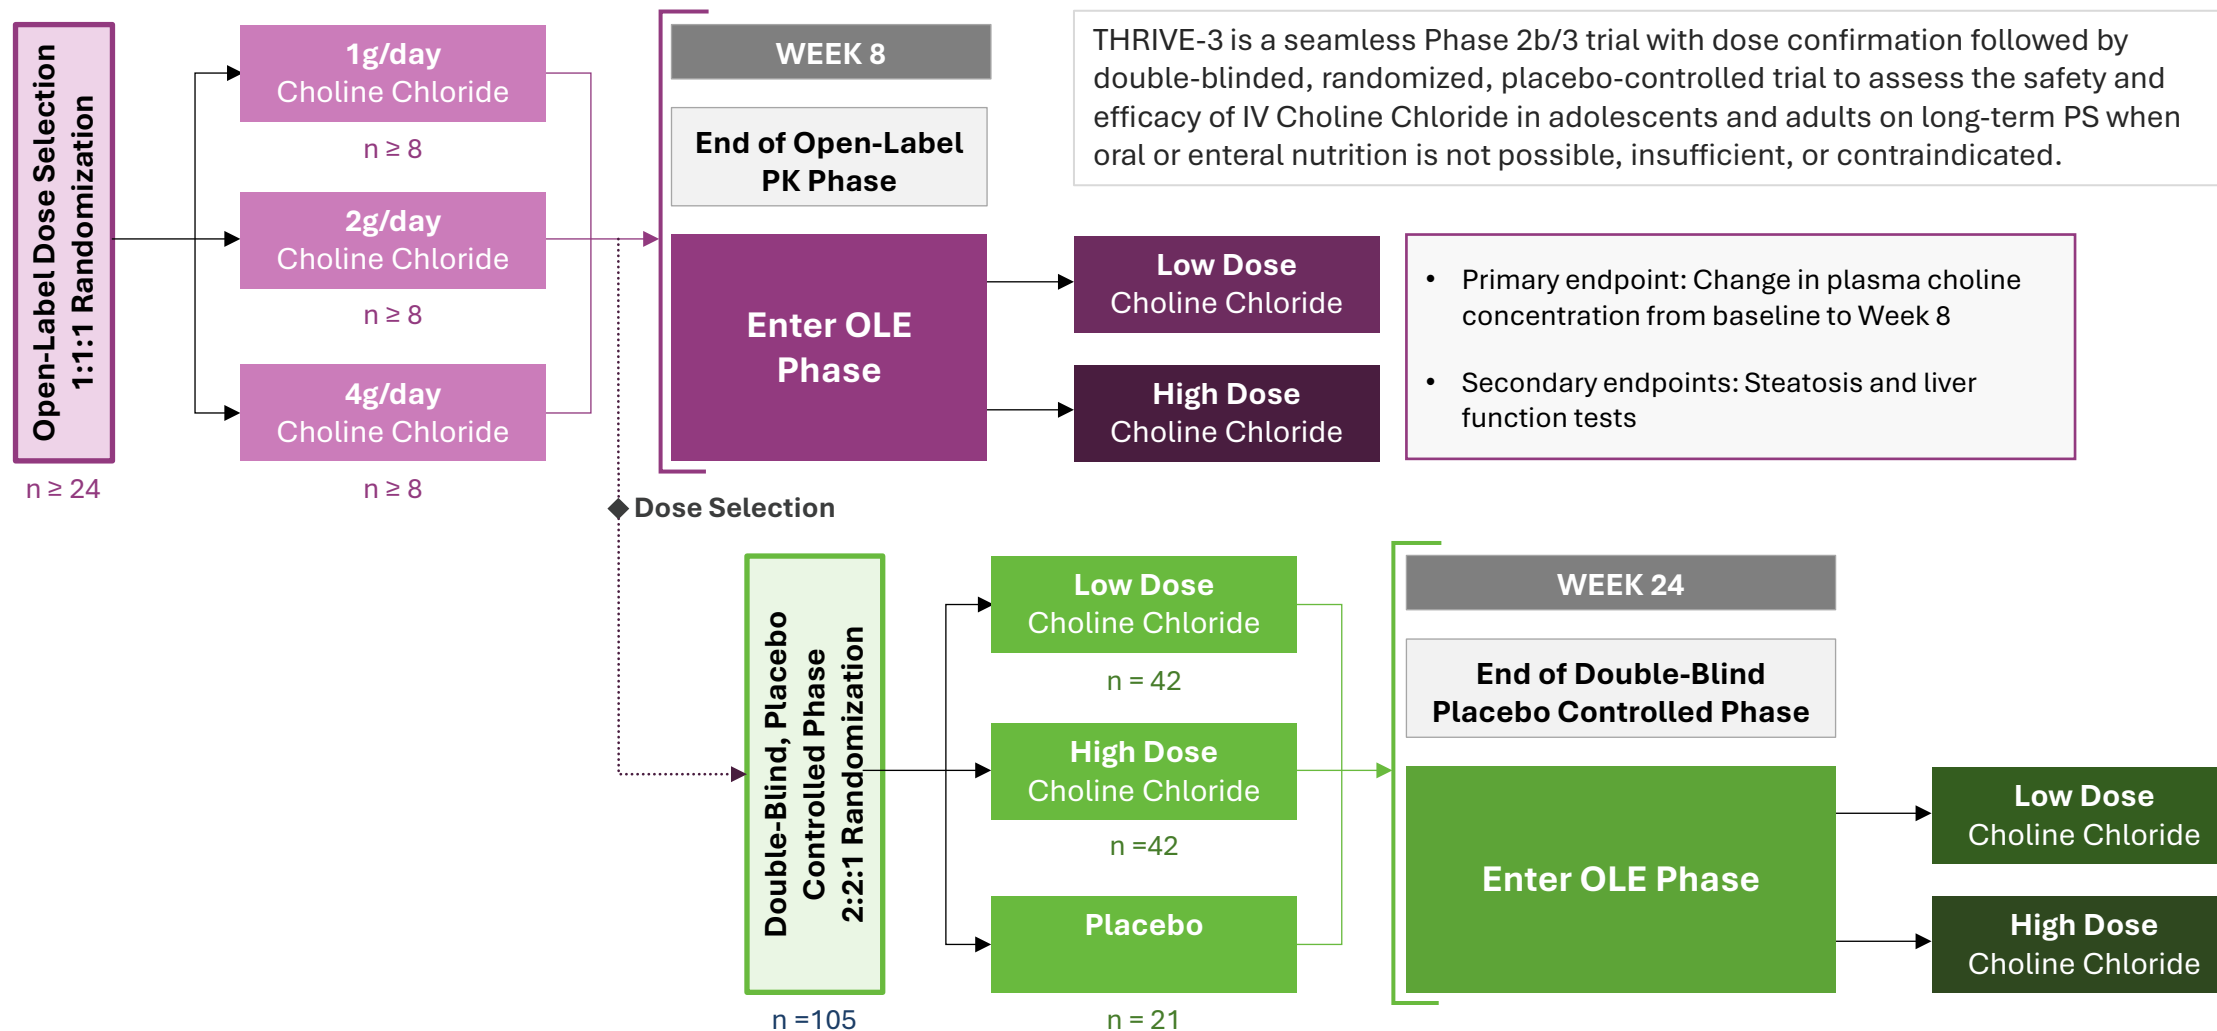 Open-Label Dose Selection
1:1:1 Randomization
n ≥ 24
1g/day
Choline Chloride
n ≥ 8
2g/day
Choline Chloride
n ≥ 8
4g/day
Choline Chloride
n ≥ 8
WEEK 8
End of Open-Label
PK Phase
Enter OLE
Phase
Low Dose
Choline Chloride
High Dose
Choline Chloride
THRIVE-3 is a seamless Phase 2b/3 trial with dose confirmation followed by
double-blinded, randomized, placebo-controlled trial to assess the safety and
efficacy of IV Choline Chloride in adolescents and adults on long-term PS when
oral or enteral nutrition is not possible, insufficient, or contraindicated.
• Primary endpoint: Change in plasma choline
concentration from baseline to Week 8
• Secondary endpoints: Steatosis and liver
function tests
Dose Selection
Double-Blind, Placebo
Controlled Phase
2:2:1 Randomization
n =105
Low Dose
Choline Chloride
n = 42
High Dose
Choline Chloride
n =42
Placebo
n = 21
WEEK 24
End of Double-Blind
Placebo Controlled Phase
Enter OLE Phase
Low Dose
Choline Chloride
High Dose
Choline Chloride